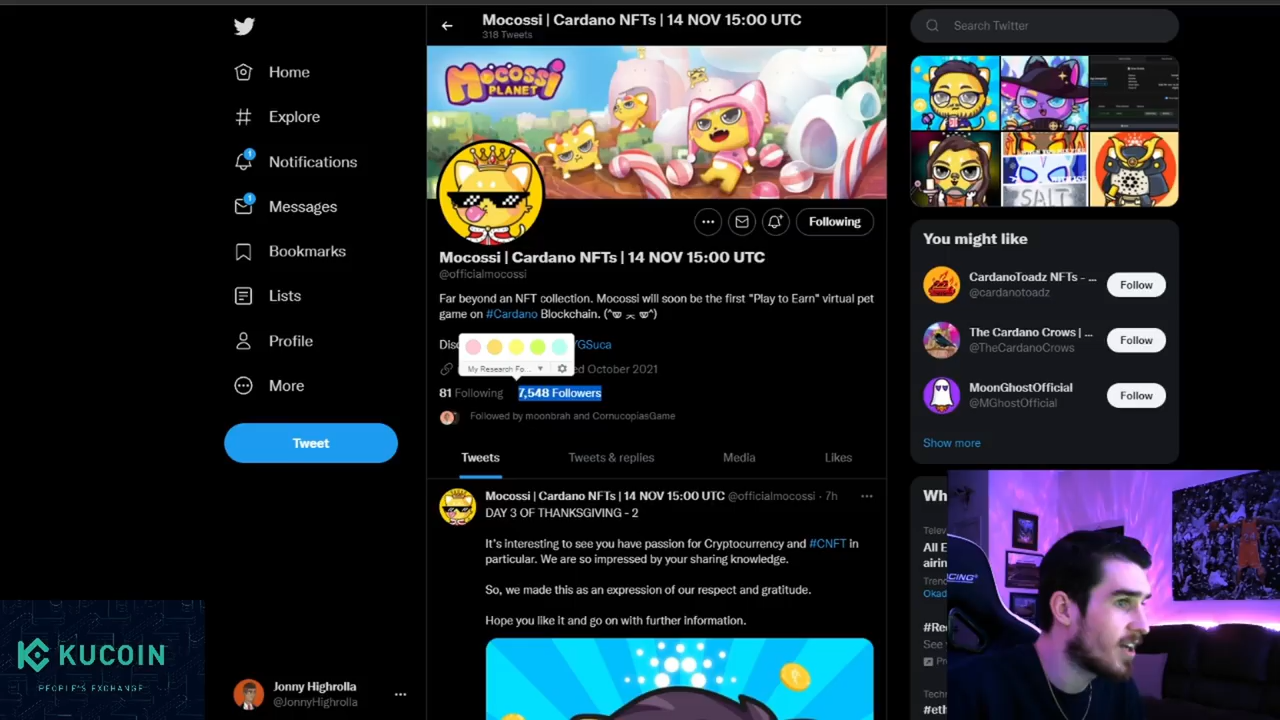 Mocossi | Cardano NFTs | 14 NOV 15:00 UTC
318 Tweets
Search Twitter
Home
Explore
Notifications
Messages
Bookmarks
Lists
Profile
More
Tweet
MOCOSSI
PLANET
Following
Mocossi | Cardano NFTs | 14 NOV 15:00 UTC
@officialmocossi
Far beyond an NFT collection. Mocossi will soon be the first "Play to Earn" virtual pet
game on #Cardano Blockchain. (^ㅠ ㅈ ㅠ^)
My Research Fo...
October 2021
81 Following 7,548 Followers
Followed by moonbrah and CornucopiasGame
Tweets Tweets & replies Media Likes
Mocossi | Cardano NFTs | 14 NOV 15:00 UTC @officialmocossi · 7h
DAY 3 OF THANKSGIVING - 2
It's interesting to see you have passion for Cryptocurrency and #CNFT in
particular. We are so impressed by your sharing knowledge.
So, we made this as an expression of our respect and gratitude.
Hope you like it and go on with further information.
SALT
You might like
CardanoToadz NFTs - ...
@cardanotoadz
Follow
The Cardano Crows | ...
@TheCardanoCrows
Follow
MoonGhostOfficial
@MGhostOfficial
Follow
Show more
KUCOIN
PEOPLE'S EXCHANGE
Jonny Highrolla
@JonnyHighrolla